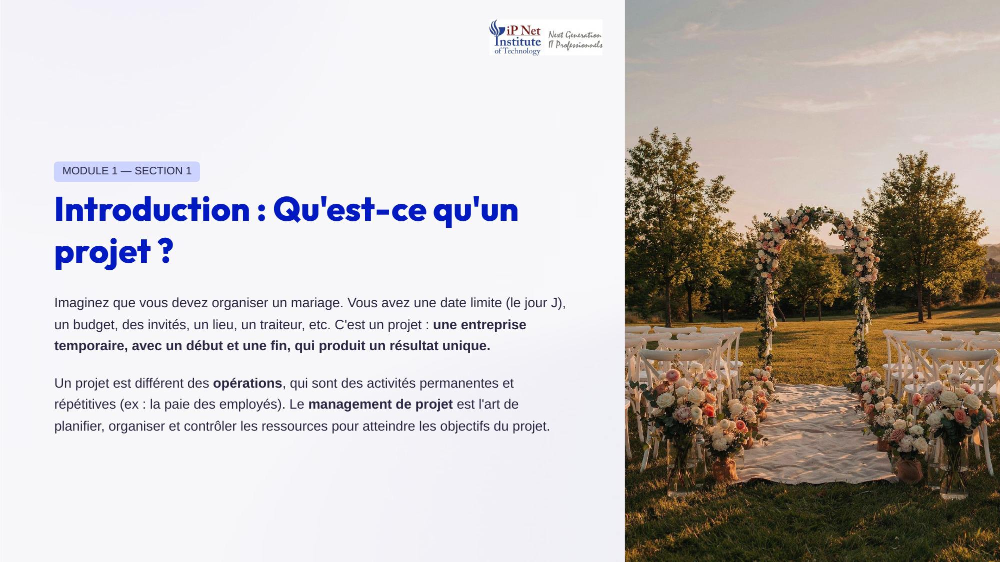 iP Net
Institute
of Technology
Next Generation
IT Professionnels
MODULE 1 — SECTION 1
Introduction : Qu'est-ce qu'un
projet ?
Imaginez que vous devez organiser un mariage. Vous avez une date limite (le jour J),
un budget, des invités, un lieu, un traiteur, etc. C'est un projet : une entreprise
temporaire, avec un début et une fin, qui produit un résultat unique.
Un projet est différent des opérations, qui sont des activités permanentes et
répétitives (ex : la paie des employés). Le management de projet est l'art de
planifier, organiser et contrôler les ressources pour atteindre les objectifs du projet.